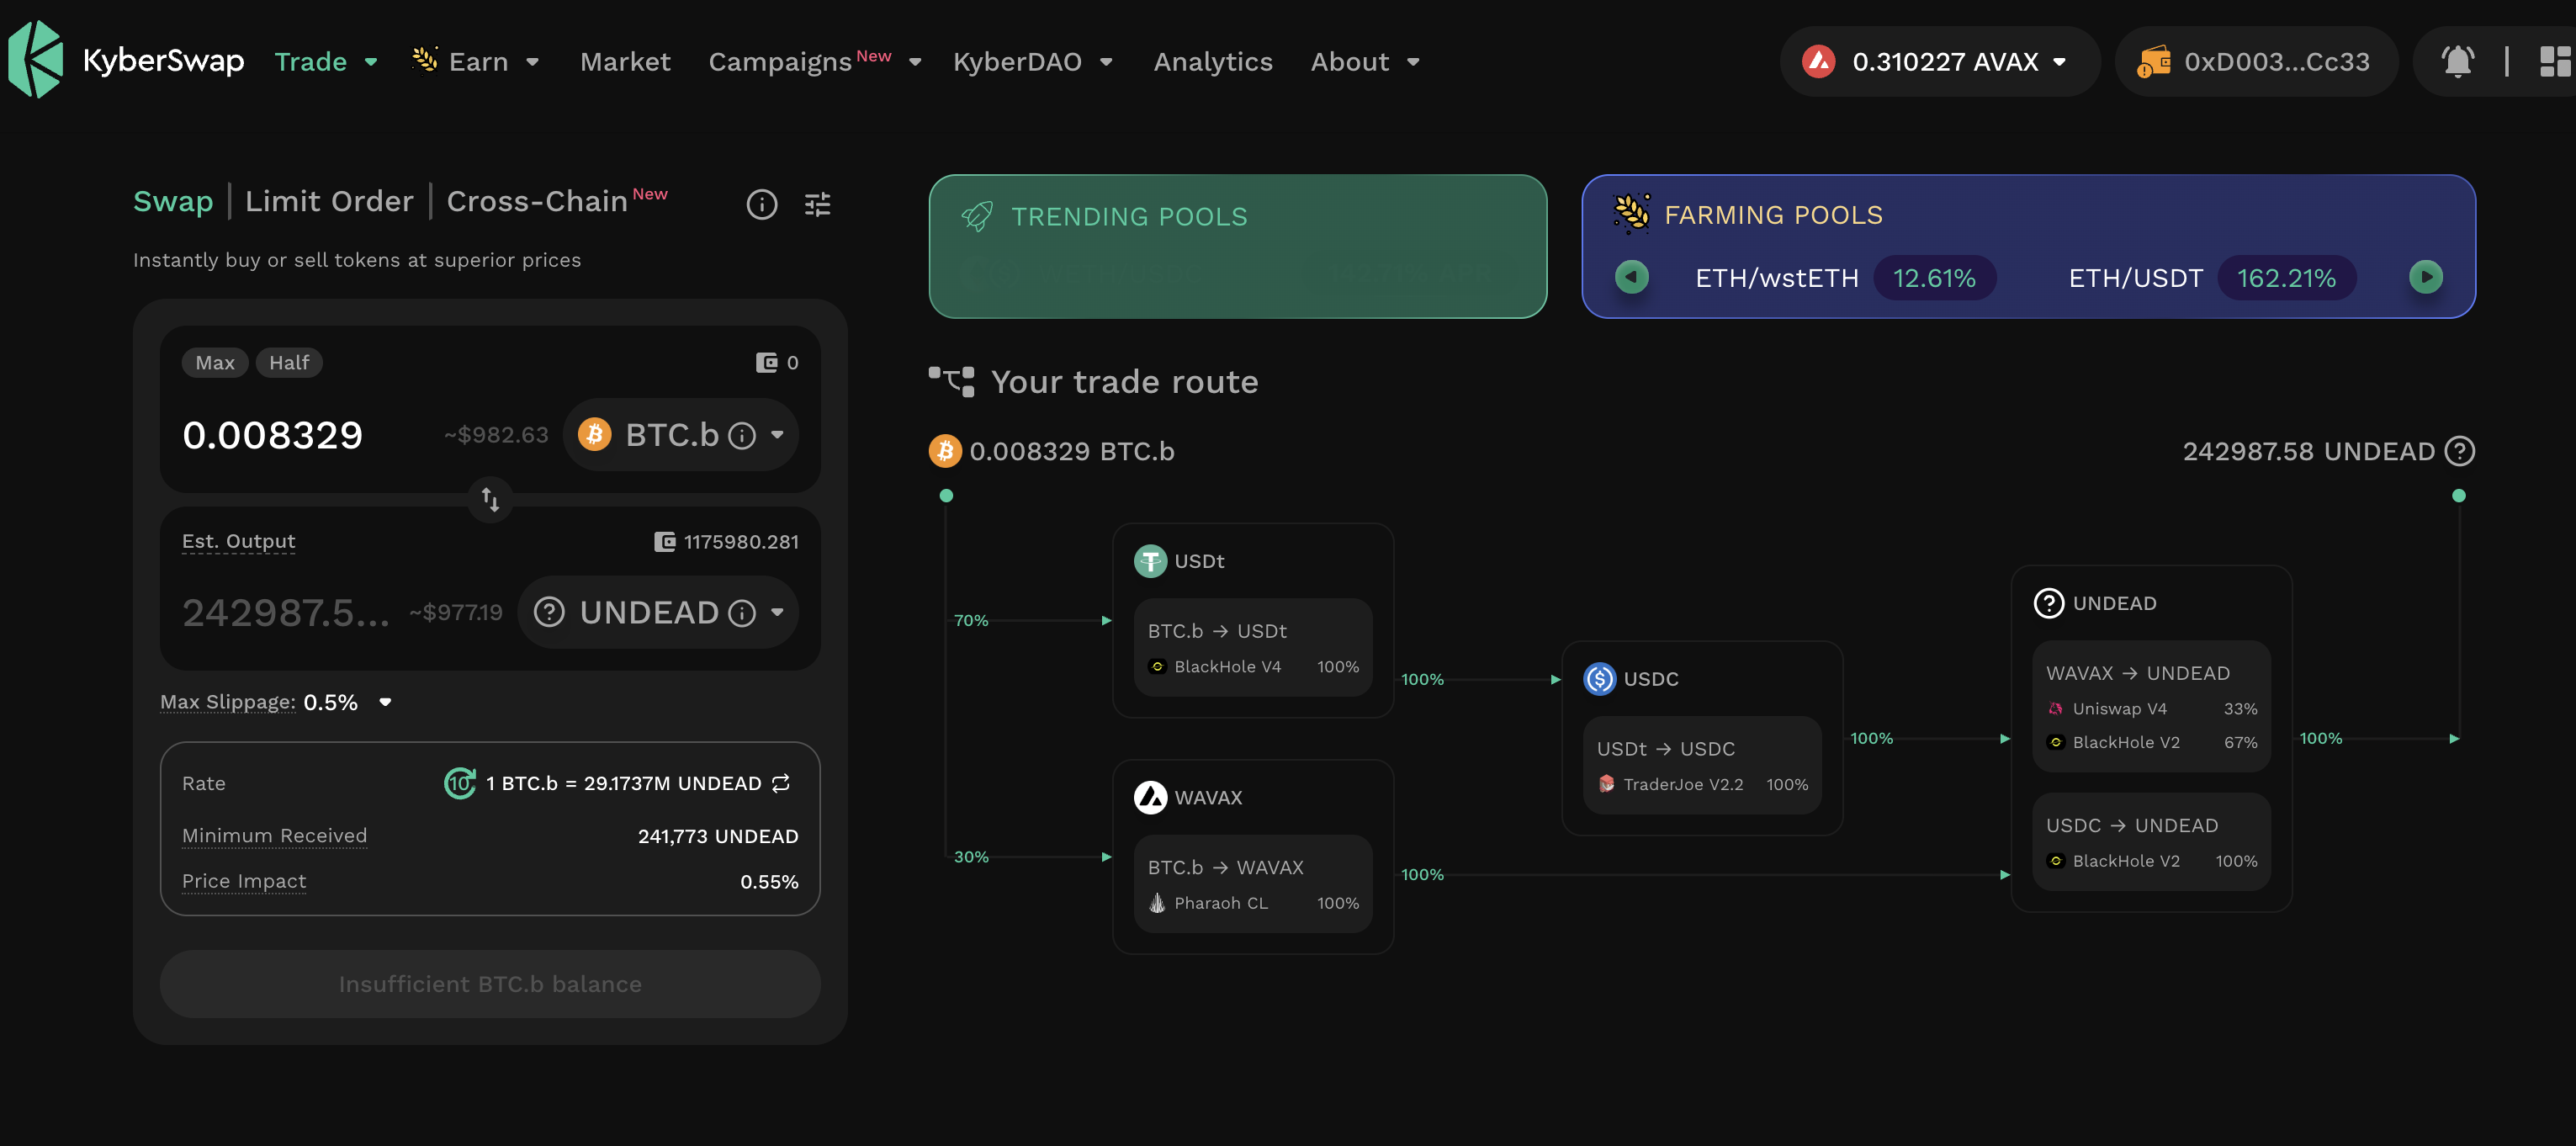 KyberSwap Trade Earn Market Campaigns New KyberDAO Analytics About 0.310227 AVAX 0xD003...Cc33
Swap | Limit Order | Cross-Chain New
Instantly buy or sell tokens at superior prices
Max Half 0
0.008329 ~$982.63 BTC.b
Est. Output 1175980.281
242987.5... ~$977.19 UNDEAD
Max Slippage: 0.5%
Rate 10 1 BTC.b = 29.1737M UNDEAD
Minimum Received 241,773 UNDEAD
Price Impact 0.55%
Insufficient BTC.b balance
TRENDING POOLS
FARMING POOLS
ETH/wstETH 12.61% ETH/USDT 162.21%
Your trade route
0.008329 BTC.b 242987.58 UNDEAD
70%
USDt
BTC.b → USDt
BlackHole V4 100%
30%
WAVAX
BTC.b → WAVAX
Pharaoh CL 100%
100%
USDC
USDt → USDC
TraderJoe V2.2 100%
100%
100%
UNDEAD
WAVAX → UNDEAD
Uniswap V4 33%
BlackHole V2 67%
USDC → UNDEAD
BlackHole V2 100%
100%